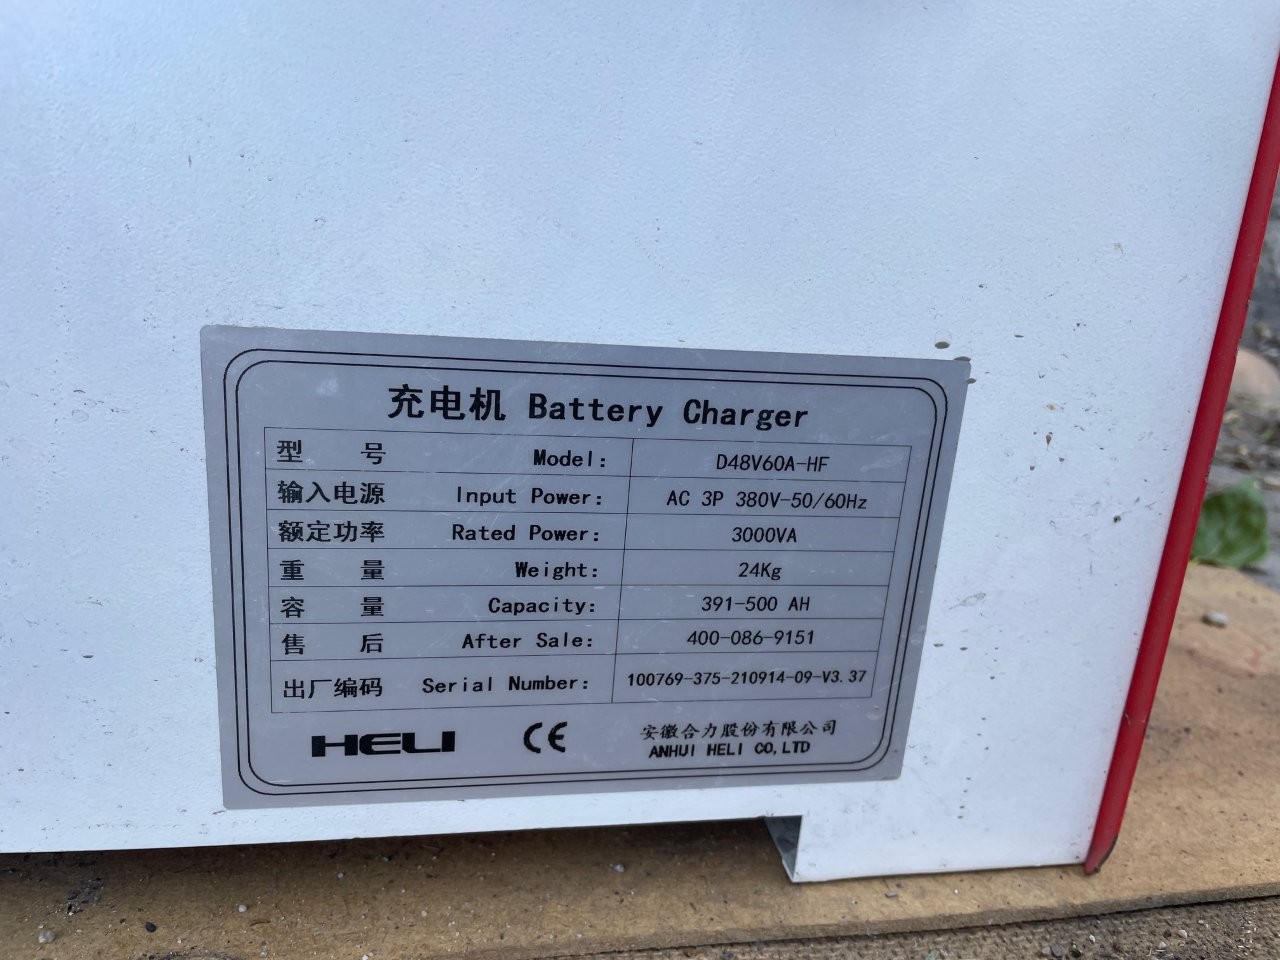 充电机 Battery Charger
型 号 Model: D48V60A-HF
输入电源 Input Power: AC 3P 380V-50/60Hz
额定功率 Rated Power: 3000VA
重 量 Weight: 24Kg
容 量 Capacity: 391-500 AH
售 后 After Sale: 400-086-9151
出厂编码 Serial Number: 100769-375-210914-09-V3.37
HELI CE 安徽合力股份有限公司
ANHUI HELI CO,LTD